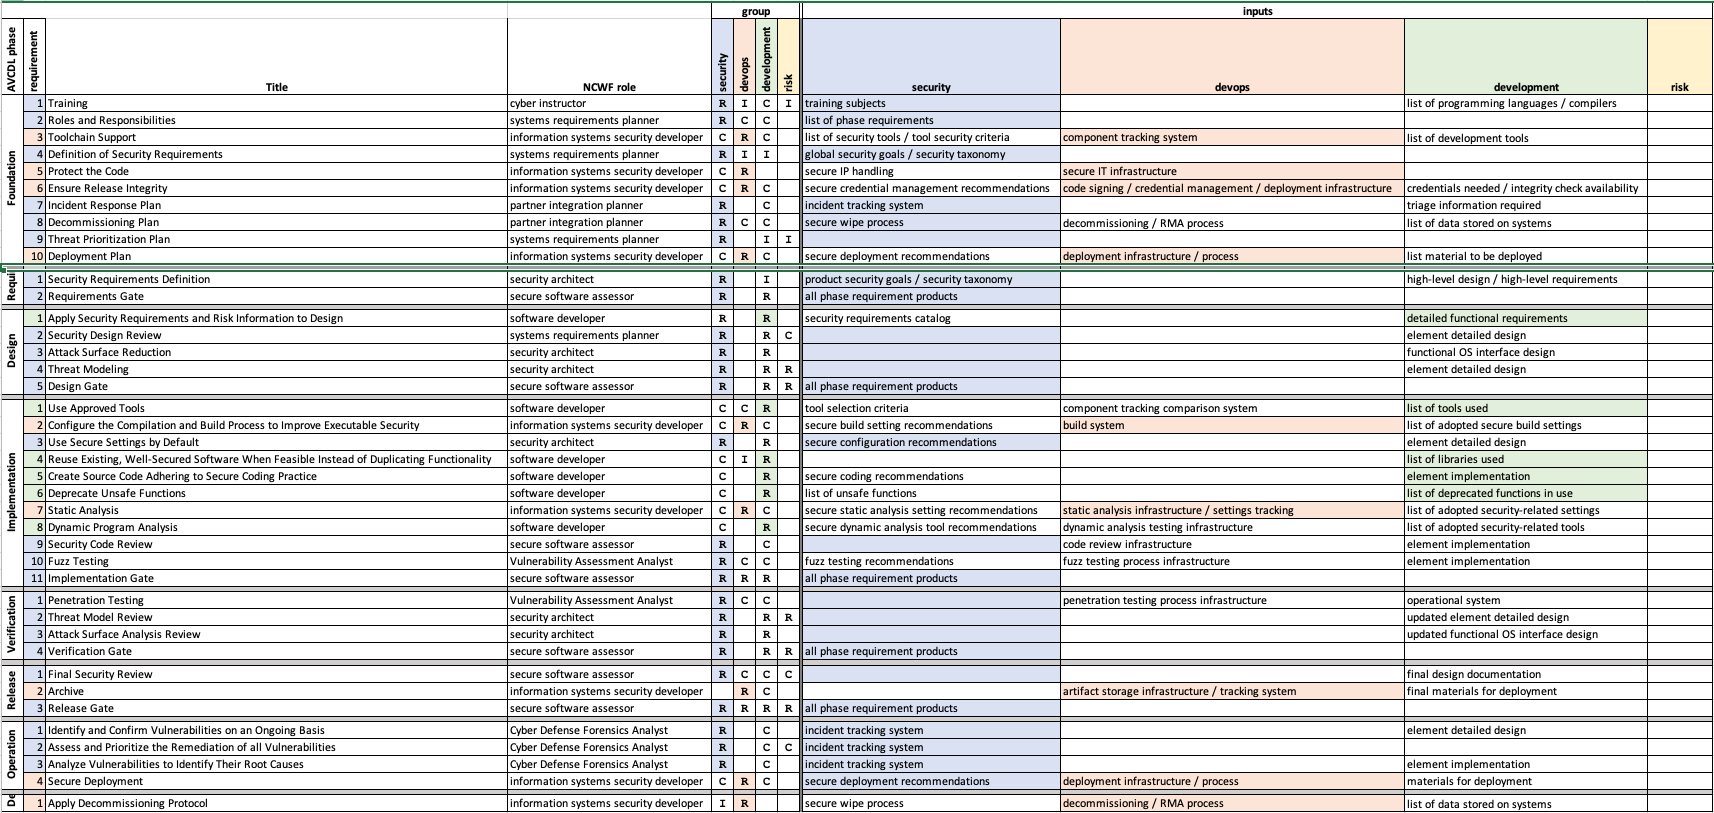 group inputs
AVCDL phase requirement Title NCWF role security devops development risk security devops development risk
Foundation
1 Training cyber instructor R I C I training subjects list of programming languages / compilers
2 Roles and Responsibilities systems requirements planner R C C list of phase requirements
3 Toolchain Support information systems security developer C R C list of security tools / tool security criteria component tracking system list of development tools
4 Definition of Security Requirements systems requirements planner R I I global security goals / security taxonomy
5 Protect the Code information systems security developer C R secure IP handling secure IT infrastructure
6 Ensure Release Integrity information systems security developer C R C secure credential management recommendations code signing / credential management / deployment infrastructure credentials needed / integrity check availability
7 Incident Response Plan partner integration planner R C incident tracking system triage information required
8 Decommissioning Plan partner integration planner R C C secure wipe process decommissioning / RMA process list of data stored on systems
9 Threat Prioritization Plan systems requirements planner R I I
10 Deployment Plan information systems security developer C R C secure deployment recommendations deployment infrastructure / process list material to be deployed
Requi
1 Security Requirements Definition security architect R I product security goals / security taxonomy high-level design / high-level requirements
2 Requirements Gate secure software assessor R R all phase requirement products
Design
1 Apply Security Requirements and Risk Information to Design software developer R R security requirements catalog detailed functional requirements
2 Security Design Review systems requirements planner R R C element detailed design
3 Attack Surface Reduction security architect R R functional OS interface design
4 Threat Modeling security architect R R R element detailed design
5 Design Gate secure software assessor R R R all phase requirement products
Implementation
1 Use Approved Tools software developer C C R tool selection criteria component tracking comparison system list of tools used
2 Configure the Compilation and Build Process to Improve Executable Security information systems security developer C R C secure build setting recommendations build system list of adopted secure build settings
3 Use Secure Settings by Default security architect R R secure configuration recommendations element detailed design
4 Reuse Existing, Well-Secured Software When Feasible Instead of Duplicating Functionality software developer C I R list of libraries used
5 Create Source Code Adhering to Secure Coding Practice software developer C R secure coding recommendations element implementation
6 Deprecate Unsafe Functions software developer C R list of unsafe functions list of deprecated functions in use
7 Static Analysis information systems security developer C R C secure static analysis setting recommendations static analysis infrastructure / settings tracking list of adopted security-related settings
8 Dynamic Program Analysis software developer C R secure dynamic analysis tool recommendations dynamic analysis testing infrastructure list of adopted security-related tools
9 Security Code Review secure software assessor R C code review infrastructure element implementation
10 Fuzz Testing Vulnerability Assessment Analyst R C C fuzz testing recommendations fuzz testing process infrastructure element implementation
11 Implementation Gate secure software assessor R R R all phase requirement products
Verification
1 Penetration Testing Vulnerability Assessment Analyst R C C penetration testing process infrastructure operational system
2 Threat Model Review security architect R R R updated element detailed design
3 Attack Surface Analysis Review security architect R R updated functional OS interface design
4 Verification Gate secure software assessor R R R all phase requirement products
Release
1 Final Security Review secure software assessor R C C C final design documentation
2 Archive information systems security developer R C artifact storage infrastructure / tracking system final materials for deployment
3 Release Gate secure software assessor R R R R all phase requirement products
Operation
1 Identify and Confirm Vulnerabilities on an Ongoing Basis Cyber Defense Forensics Analyst R C incident tracking system element detailed design
2 Assess and Prioritize the Remediation of all Vulnerabilities Cyber Defense Forensics Analyst R C C incident tracking system
3 Analyze Vulnerabilities to Identify Their Root Causes Cyber Defense Forensics Analyst R C incident tracking system element implementation
4 Secure Deployment information systems security developer C R C secure deployment recommendations deployment infrastructure / process materials for deployment
De
1 Apply Decommissioning Protocol information systems security developer I R secure wipe process decommissioning / RMA process list of data stored on systems